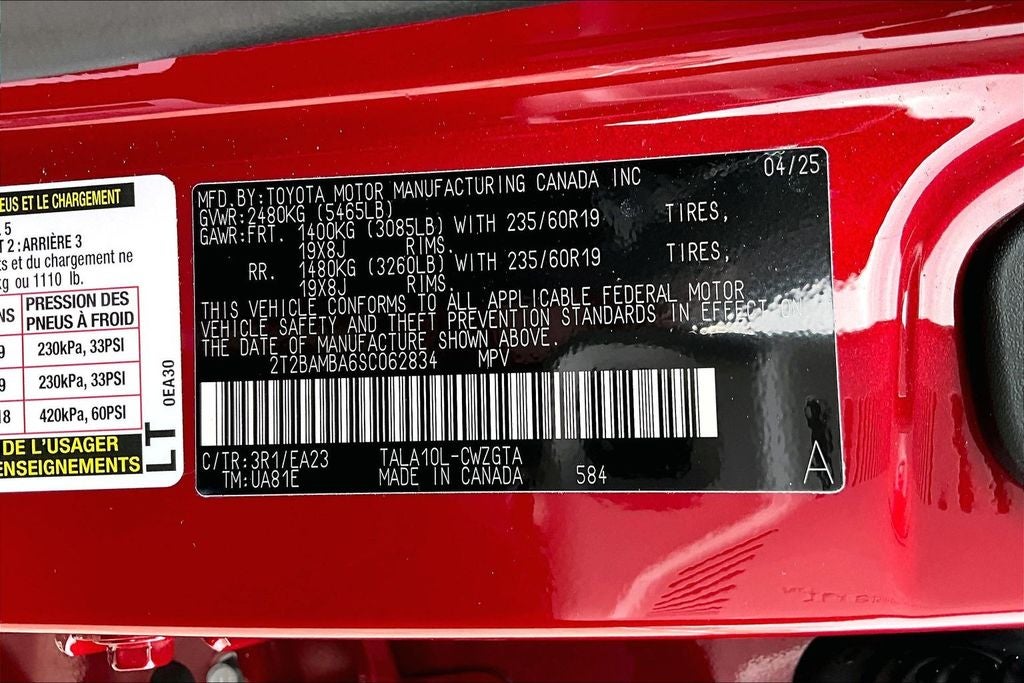 EUS ET LE CHARGEMENT
, 5
T 2 : ARRIÈRE 3
ts et du chargement ne
kg ou 1110 lb.
NS PRESSION DES
PNEUS À FROID
9 230kPa, 33PSI
9 230kPa, 33PSI
18 420kPa, 60PSI
DE L'USAGER
ENSEIGNEMENTS
LT 0EA30
04/25
MFD.BY:TOYOTA MOTOR MANUFACTURING CANADA INC
GVWR:2480KG (5465LB)
GAWR:FRT. 1400KG (3085LB) WITH 235/60R19 TIRES,
19X8J RIMS.
RR. 1480KG (3260LB) WITH 235/60R19 TIRES,
19X8J RIMS.
THIS VEHICLE CONFORMS TO ALL APPLICABLE FEDERAL MOTOR
VEHICLE SAFETY AND THEFT PREVENTION STANDARDS IN EFFECT ON
THE DATE OF MANUFACTURE SHOWN ABOVE.
2T2BAMBA6SC062834 MPV
C/TR:3R1/EA23 TALA10L-CWZGTA
TM:UA81E MADE IN CANADA 584
A